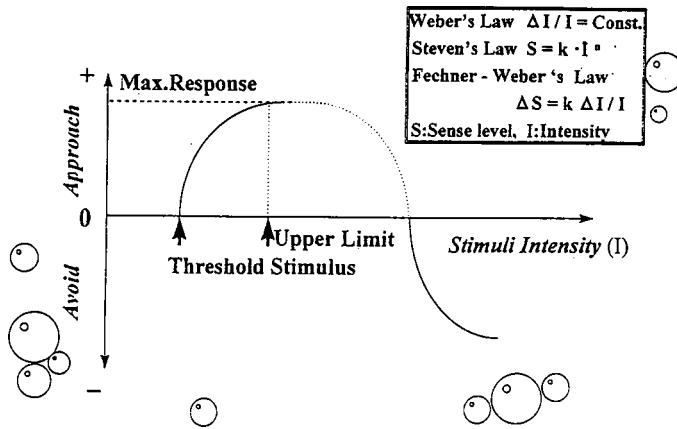 Weber's Law ΔI / I = Const.
Steven's Law S = k · I ⁿ
Fechner - Weber 's Law
ΔS = k ΔI / I
S:Sense level, I:Intensity
+
Max.Response
Approach
0
Upper Limit
Stimuli Intensity (I)
Threshold Stimulus
Avoid
−